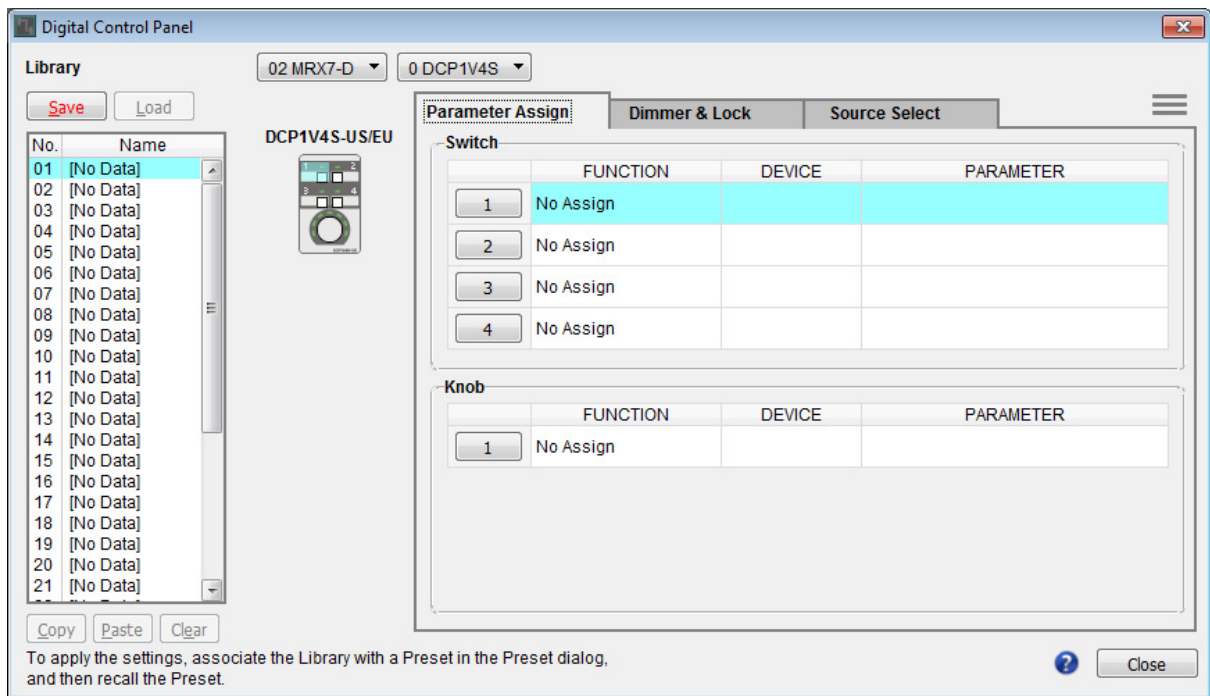 Digital Control Panel
Library
02 MRX7-D
0 DCP1V4S
Save
Load
No. Name
01 [No Data]
02 [No Data]
03 [No Data]
04 [No Data]
05 [No Data]
06 [No Data]
07 [No Data]
08 [No Data]
09 [No Data]
10 [No Data]
11 [No Data]
12 [No Data]
13 [No Data]
14 [No Data]
15 [No Data]
16 [No Data]
17 [No Data]
18 [No Data]
19 [No Data]
20 [No Data]
21 [No Data]
Copy
Paste
Clear
DCP1V4S-US/EU
1 2
3 4
Parameter Assign
Dimmer & Lock
Source Select
Switch
FUNCTION DEVICE PARAMETER
1 No Assign
2 No Assign
3 No Assign
4 No Assign
Knob
FUNCTION DEVICE PARAMETER
1 No Assign
To apply the settings, associate the Library with a Preset in the Preset dialog,
and then recall the Preset.
?
Close